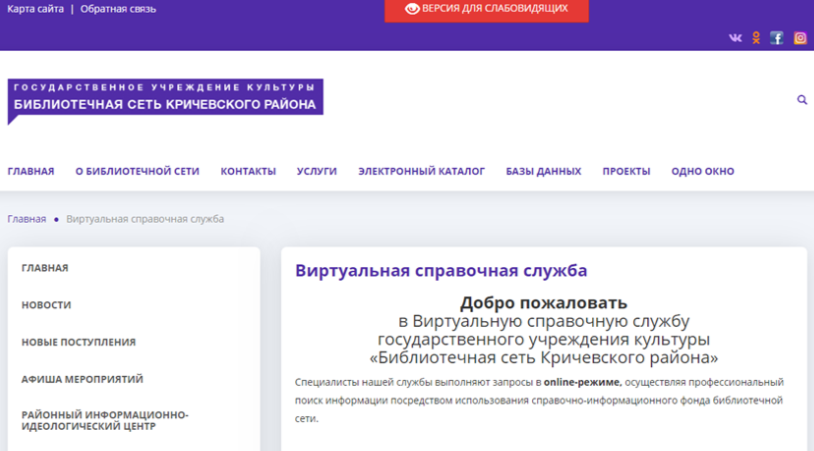 Карта сайта | Обратная связь
ВЕРСИЯ ДЛЯ СЛАБОВИДЯЩИХ
ГОСУДАРСТВЕННОЕ УЧРЕЖДЕНИЕ КУЛЬТУРЫ
БИБЛИОТЕЧНАЯ СЕТЬ КРИЧЕВСКОГО РАЙОНА
ГЛАВНАЯ О БИБЛИОТЕЧНОЙ СЕТИ КОНТАКТЫ УСЛУГИ ЭЛЕКТРОННЫЙ КАТАЛОГ БАЗЫ ДАННЫХ ПРОЕКТЫ ОДНО ОКНО
Главная • Виртуальная справочная служба
ГЛАВНАЯ
НОВОСТИ
НОВЫЕ ПОСТУПЛЕНИЯ
АФИША МЕРОПРИЯТИЙ
РАЙОННЫЙ ИНФОРМАЦИОННО-
ИДЕОЛОГИЧЕСКИЙ ЦЕНТР
Виртуальная справочная служба
Добро пожаловать
в Виртуальную справочную службу
государственного учреждения культуры
«Библиотечная сеть Кричевского района»
Специалисты нашей службы выполняют запросы в online-режиме, осуществляя профессиональный
поиск информации посредством использования справочно-информационного фонда библиотечной
сети.